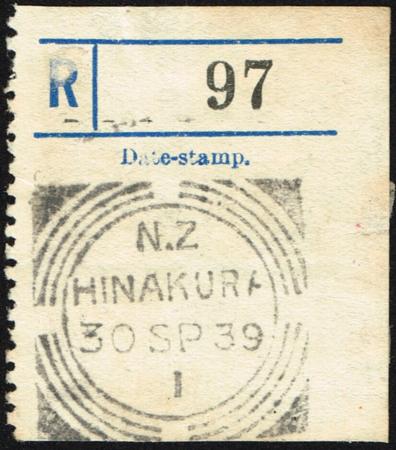 R 97
Date-stamp.
N.Z
HINAKURA
30 SP 39
1